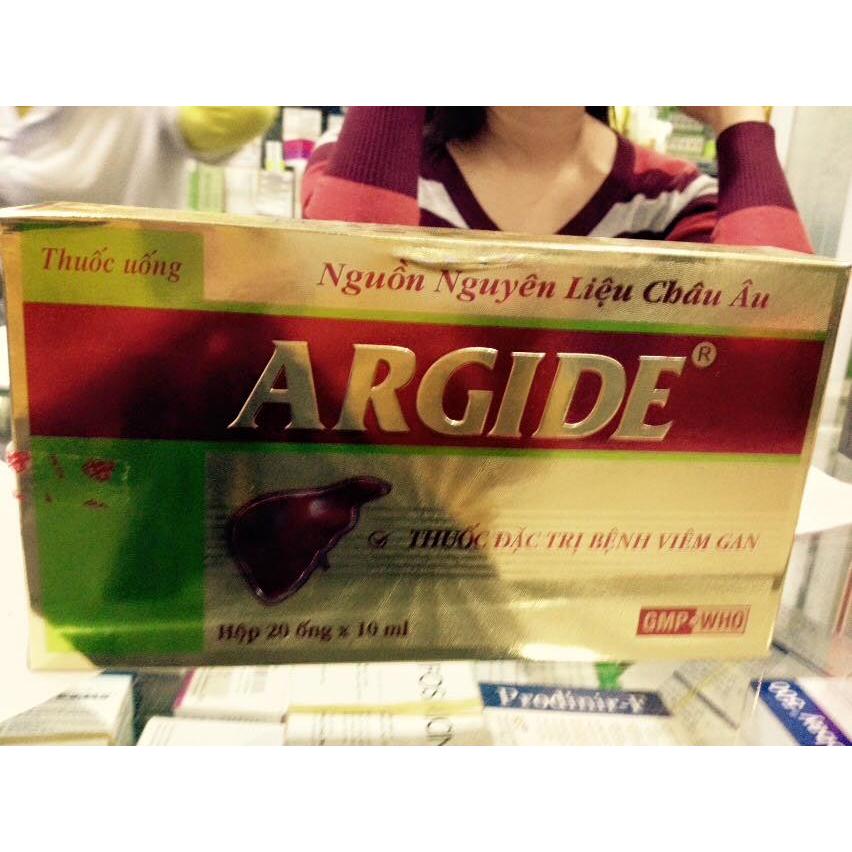 Thuốc uống
Nguồn Nguyên Liệu Châu Âu
ARGIDE®
THUỐC ĐẶC TRỊ BỆNH VIÊM GAN
Hộp 20 ống x 10 ml
GMP WHO
Prodinir-F
300